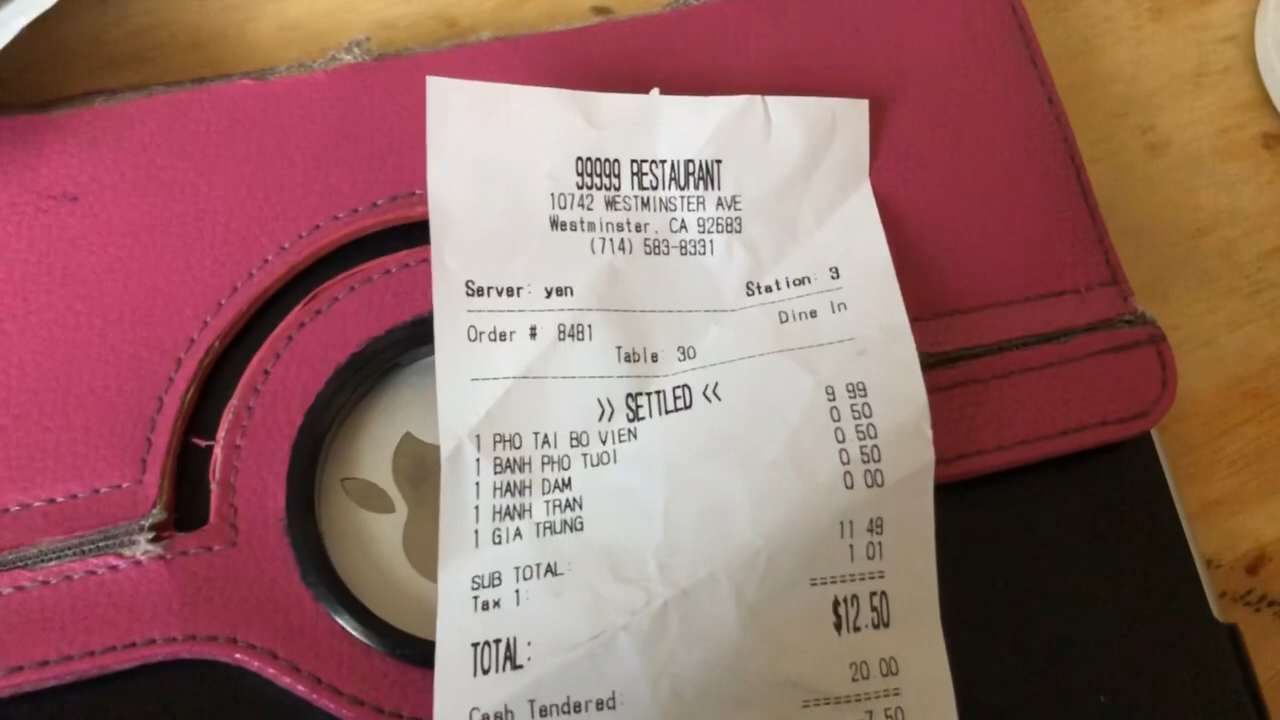 99999 RESTAURANT
10742 WESTMINSTER AVE
Westminster, CA 92683
(714) 583-8331
Server: yen Station: 3
Order # 8481 Dine In
Table: 30
>> SETTLED <<
1 PHO TAI BO VIEN 9.99
1 BANH PHO TUOI 0.50
1 HANH DAM 0.50
1 HANH TRAN 0.50
1 GIA TRUNG 0.00
SUB TOTAL: 11.49
Tax 1: 1.01
========
TOTAL: $12.50
Cash Tendered: 20.00
========
7.50